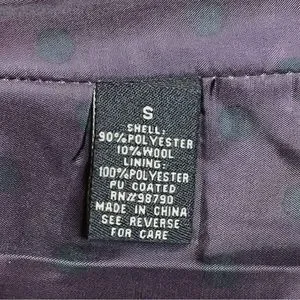 S
SHELL:
90%POLYESTER
10%WOOL
LINING:
100%POLYESTER
PU COATED
RN#98790
MADE IN CHINA
SEE REVERSE
FOR CARE